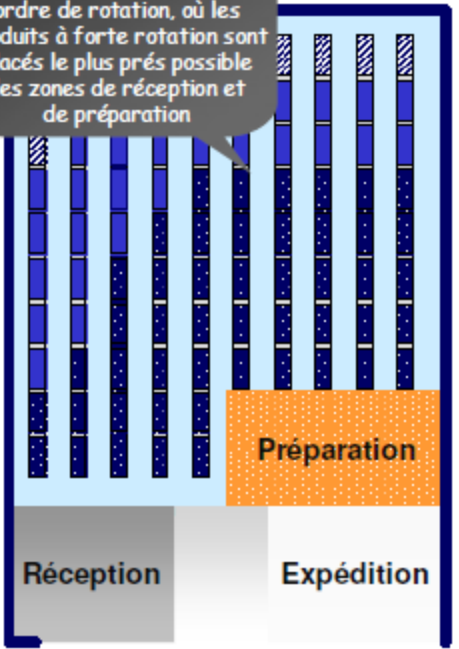 ordre de rotation, où les
duits à forte rotation sont
acés le plus prés possible
es zones de réception et
de préparation
Préparation
Réception
Expédition